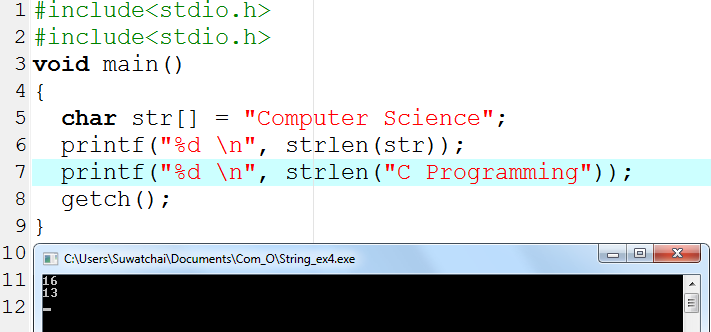 1 #include<stdio.h>
2 #include<stdio.h>
3 void main()
4 {
5 char str[] = "Computer Science";
6 printf("%d \n", strlen(str));
7 printf("%d \n", strlen("C Programming"));
8 getch();
9 }
10 C:\Users\Suwatchai\Documents\Com_O\String_ex4.exe
11 16
13
12